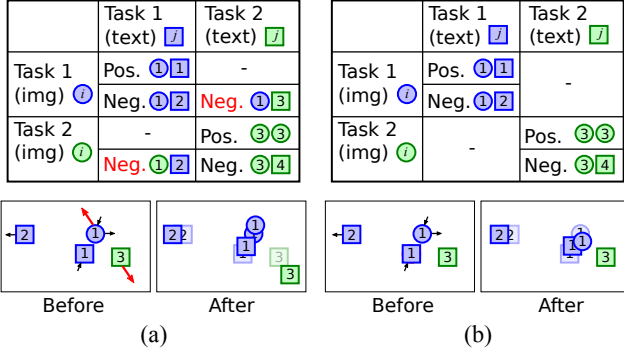 Task 1 Task 2
(text) j (text) j
Task 1 Pos. 1 1 -
(img) i Neg. 1 2 Neg. 1 3
Task 2 - Pos. 3 3
(img) i Neg. 1 2 Neg. 3 4
2 1 1 3
2 2 1 1 1 3 3
Before After
(a)
Task 1 Task 2
(text) j (text) j
Task 1 Pos. 1 1 -
(img) i Neg. 1 2
Task 2 - Pos. 3 3
(img) i Neg. 3 4
2 1 1 3
2 2 1 1 1 1 3
Before After
(b)